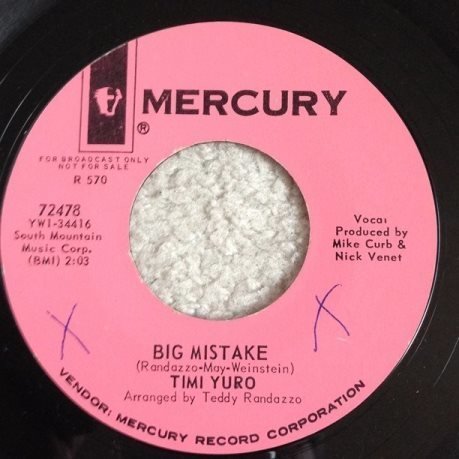 MERCURY
®
FOR BROADCAST ONLY
NOT FOR SALE
R 570
72478
YW1-34416
South Mountain
Music Corp.
(BMI) 2:03
Vocal
Produced by
Mike Curb &
Nick Venet
X
X
BIG MISTAKE
(Randazzo-May-Weinstein)
TIMI YURO
Arranged by Teddy Randazzo
VENDOR: MERCURY RECORD CORPORATION